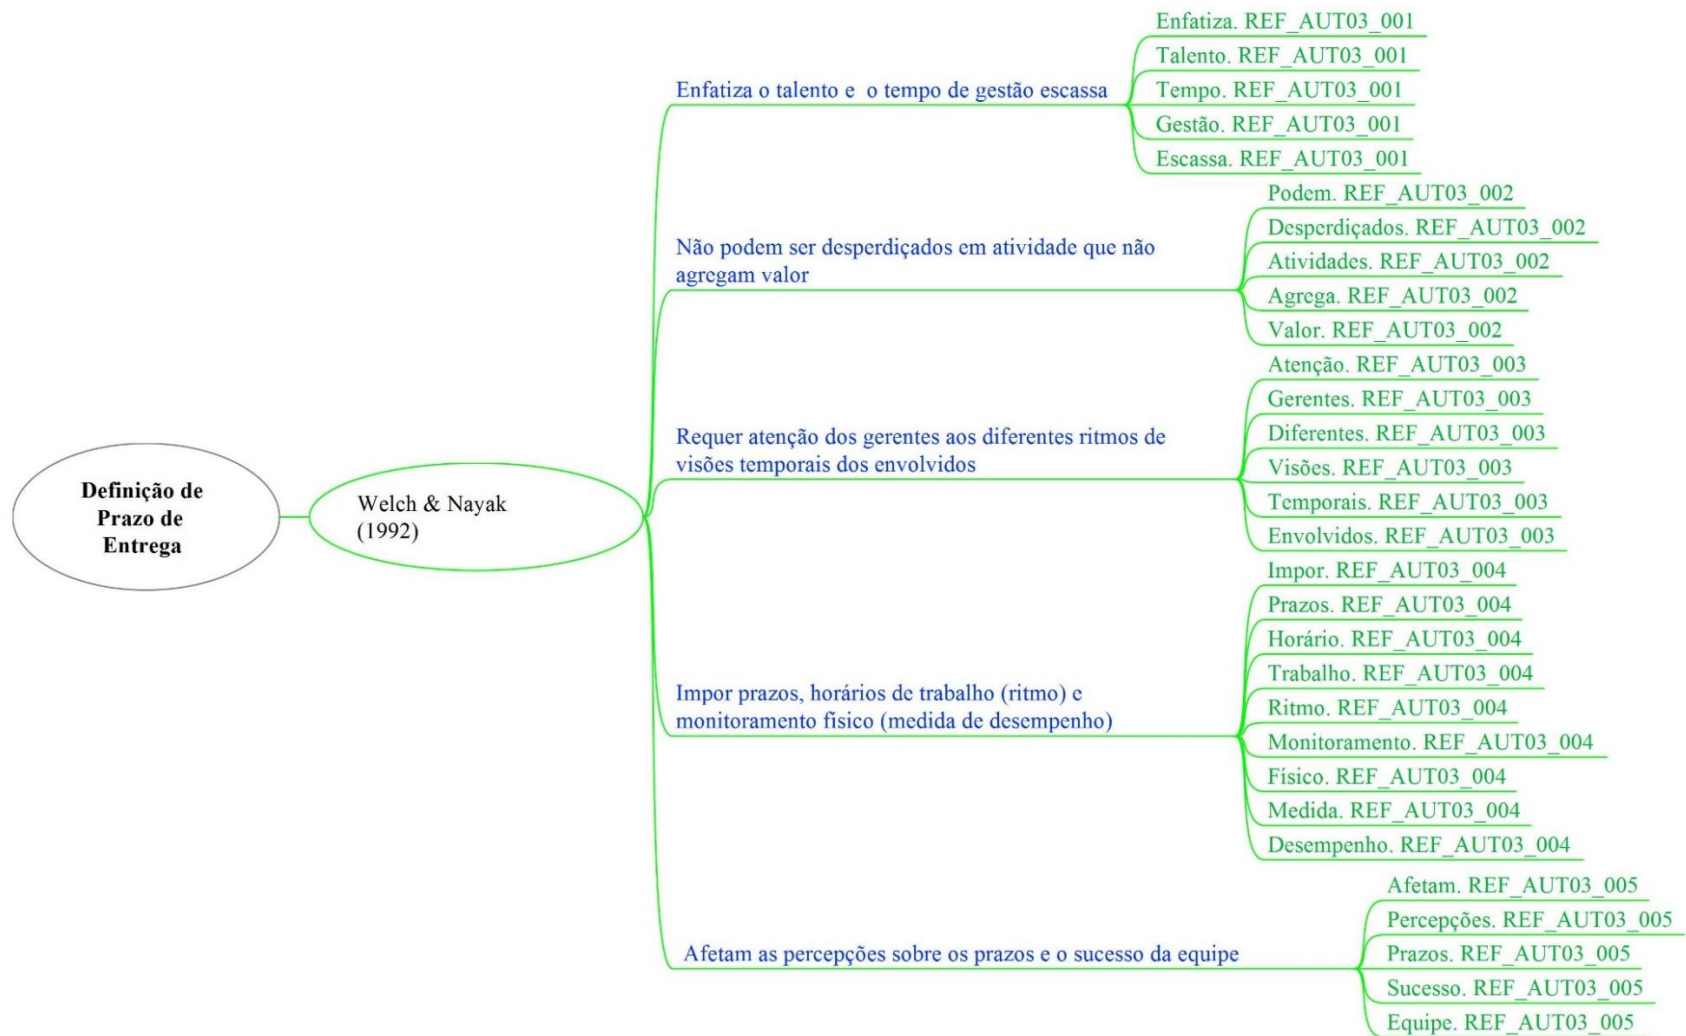 Definição de
Prazo de
Entrega
Welch & Nayak
(1992)
Enfatiza o talento e  o tempo de gestão escassa
Enfatiza. REF_AUT03_001
Talento. REF_AUT03_001
Tempo. REF_AUT03_001
Gestão. REF_AUT03_001
Escassa. REF_AUT03_001
Não podem ser desperdiçados em atividade que não
agregam valor
Podem. REF_AUT03_002
Desperdiçados. REF_AUT03_002
Atividades. REF_AUT03_002
Agrega. REF_AUT03_002
Valor. REF_AUT03_002
Requer atenção dos gerentes aos diferentes ritmos de
visões temporais dos envolvidos
Atenção. REF_AUT03_003
Gerentes. REF_AUT03_003
Diferentes. REF_AUT03_003
Visões. REF_AUT03_003
Temporais. REF_AUT03_003
Envolvidos. REF_AUT03_003
Impor prazos, horários de trabalho (ritmo) e
monitoramento físico (medida de desempenho)
Impor. REF_AUT03_004
Prazos. REF_AUT03_004
Horário. REF_AUT03_004
Trabalho. REF_AUT03_004
Ritmo. REF_AUT03_004
Monitoramento. REF_AUT03_004
Físico. REF_AUT03_004
Medida. REF_AUT03_004
Desempenho. REF_AUT03_004
Afetam as percepções sobre os prazos e o sucesso da equipe
Afetam. REF_AUT03_005
Percepções. REF_AUT03_005
Prazos. REF_AUT03_005
Sucesso. REF_AUT03_005
Equipe. REF_AUT03_005